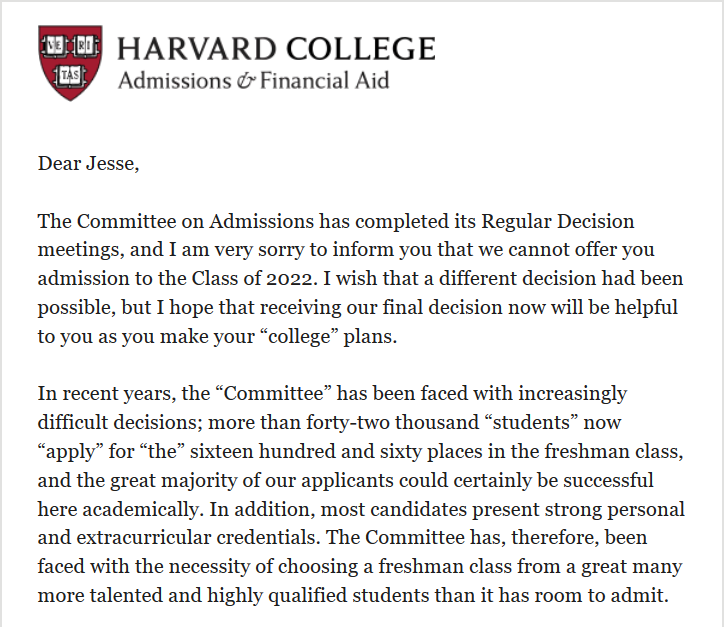 VE RI
TAS
HARVARD COLLEGE
Admissions & Financial Aid
Dear Jesse,
The Committee on Admissions has completed its Regular Decision
meetings, and I am very sorry to inform you that we cannot offer you
admission to the Class of 2022. I wish that a different decision had been
possible, but I hope that receiving our final decision now will be helpful
to you as you make your “college” plans.
In recent years, the “Committee” has been faced with increasingly
difficult decisions; more than forty-two thousand “students” now
“apply” for “the” sixteen hundred and sixty places in the freshman class,
and the great majority of our applicants could certainly be successful
here academically. In addition, most candidates present strong personal
and extracurricular credentials. The Committee has, therefore, been
faced with the necessity of choosing a freshman class from a great many
more talented and highly qualified students than it has room to admit.